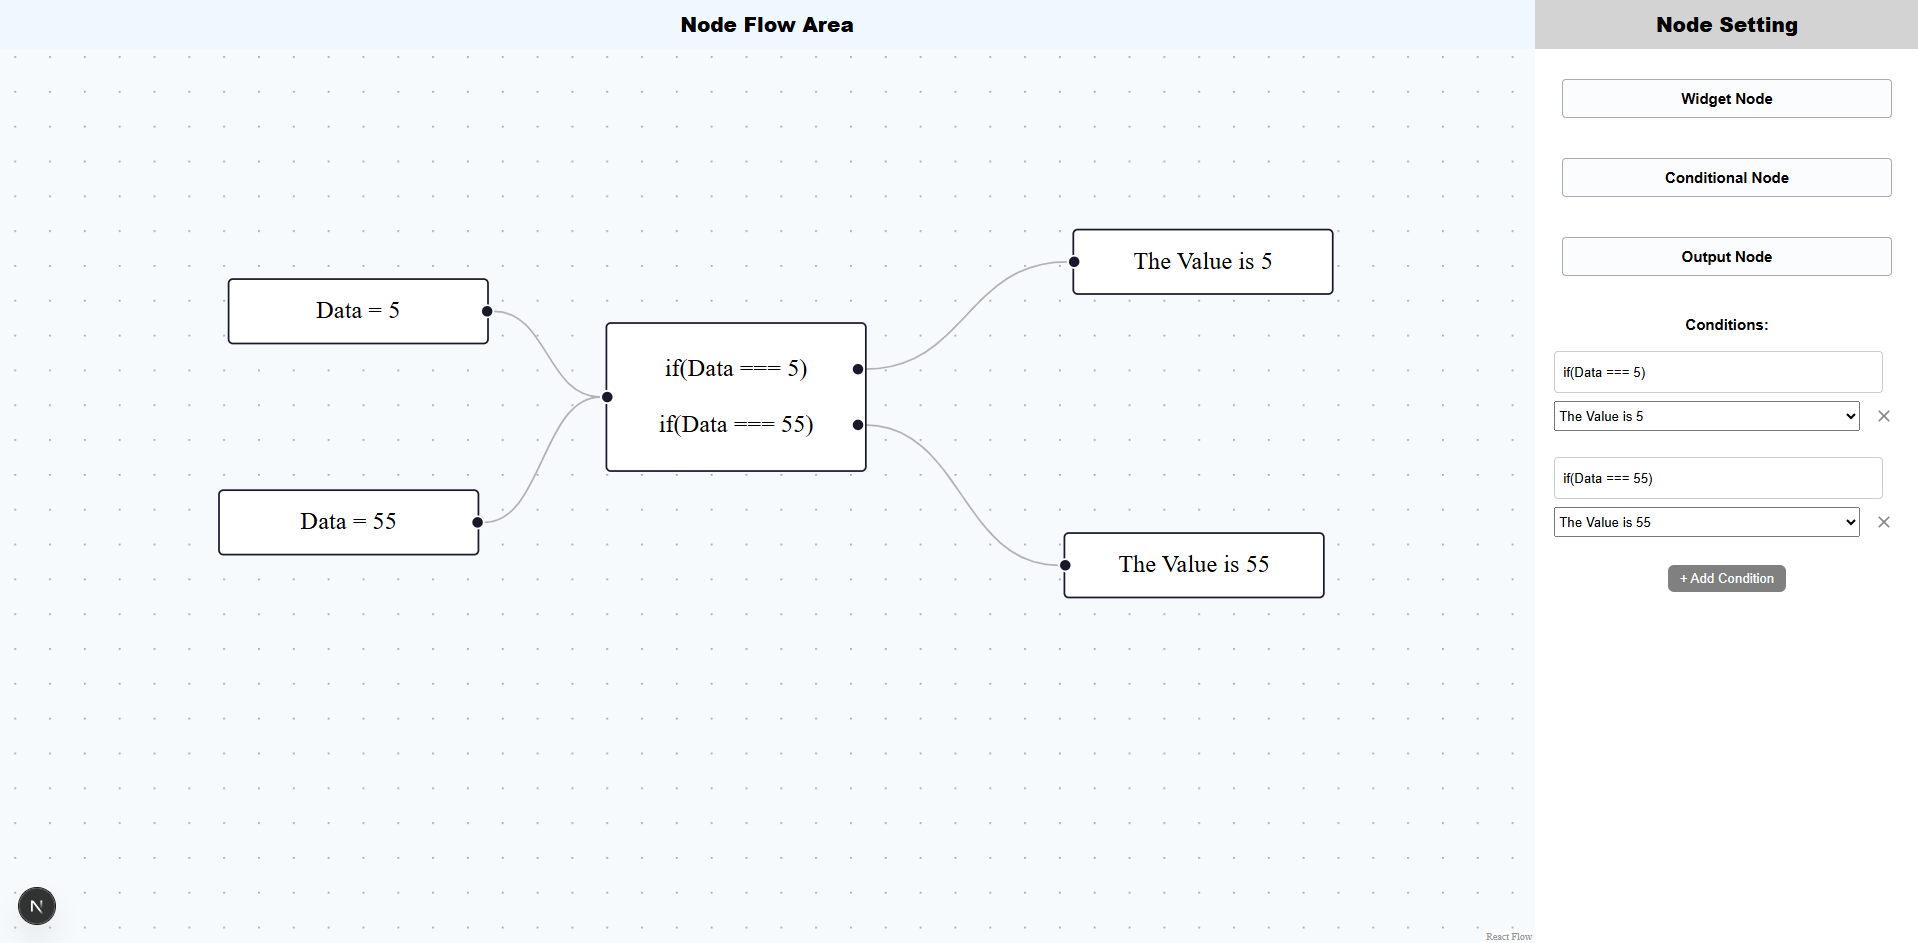 Node Flow Area
Node Setting
Widget Node
Conditional Node
Output Node
Conditions:
if(Data === 5)
The Value is 5
if(Data === 55)
The Value is 55
+ Add Condition
Data = 5
Data = 55
if(Data === 5)
if(Data === 55)
The Value is 5
The Value is 55
N
React Flow